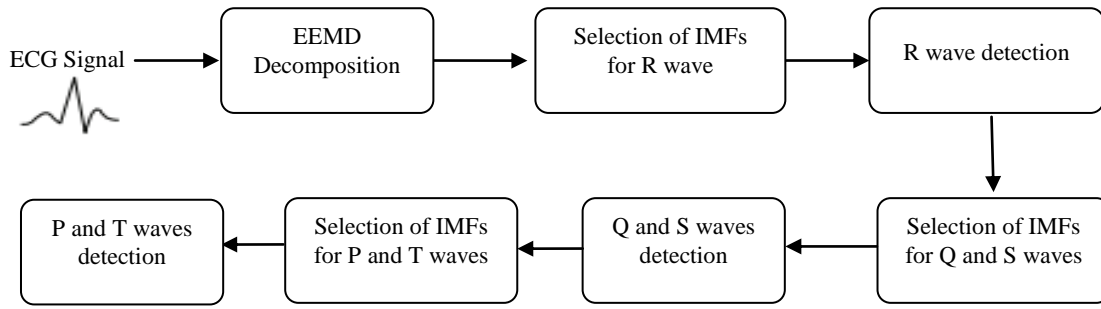 ECG Signal
EEMD
Decomposition
Selection of IMFs
for R wave
R wave detection
Selection of IMFs
for Q and S waves
Q and S waves
detection
Selection of IMFs
for P and T waves
P and T waves
detection